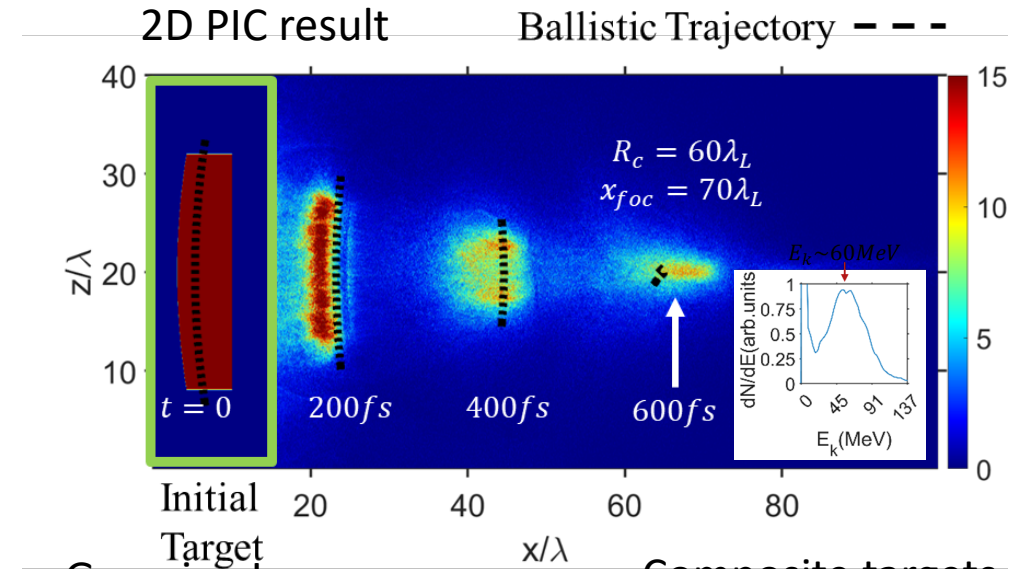 2D PIC result
Ballistic Trajectory
40
30
20
10
z/λ
R_c = 60λ_L
x_foc = 70λ_L
E_k~60MeV
dN/dE(arb.units
1
0.75
0.5
0.25
0
0 45 91 137
E_k(MeV)
t = 0
200fs
400fs
600fs
15
10
5
0
Initial
Target
20 40 60 80
x/λ
Composite targets